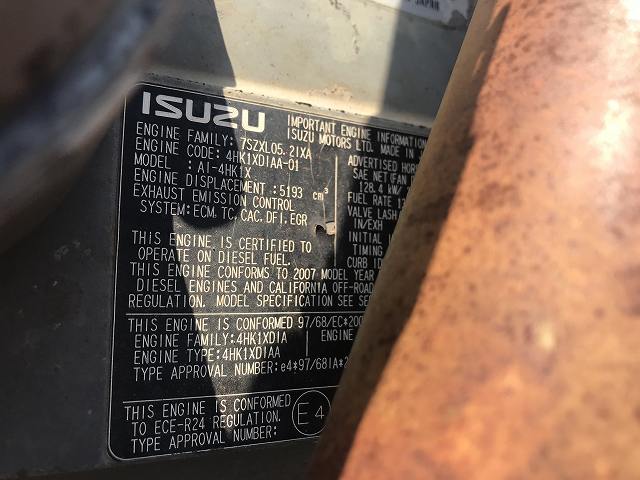 JAPAN
ISUZU
IMPORTANT ENGINE INFORMATION
ISUZU MOTORS LTD. MADE IN
ENGINE FAMILY: 7SZXL05.2IXA
ENGINE CODE: 4HK1XDIAA-01
MODEL : AI-4HK1X
ENGINE DISPLACEMENT :5193 cm³
EXHAUST EMISSION CONTROL
SYSTEM: ECM, TC, CAC, DFI, EGR
ADVERTISED
SAE NET(FAN
128.4 kW
FUEL RATE
VALVE LASH
IN/EXH
INITIAL
TIMING
CURB
THIS ENGINE IS CERTIFIED TO
OPERATE ON DIESEL FUEL.
THIS ENGINE CONFORMS TO 2007 MODEL YEAR
DIESEL ENGINES AND CALIFORNIA OFF-ROAD
REGULATION. MODEL SPECIFICATION SEE
THIS ENGINE IS CONFORMED 97/68/EC*
ENGINE FAMILY:4HK1XDIA ENGINE
ENGINE TYPE:4HK1XDIAA
TYPE APPROVAL NUMBER:e4*97/68IA*
THIS ENGINE IS CONFORMED
TO ECE-R24 REGULATION.
TYPE APPROVAL NUMBER:
E4